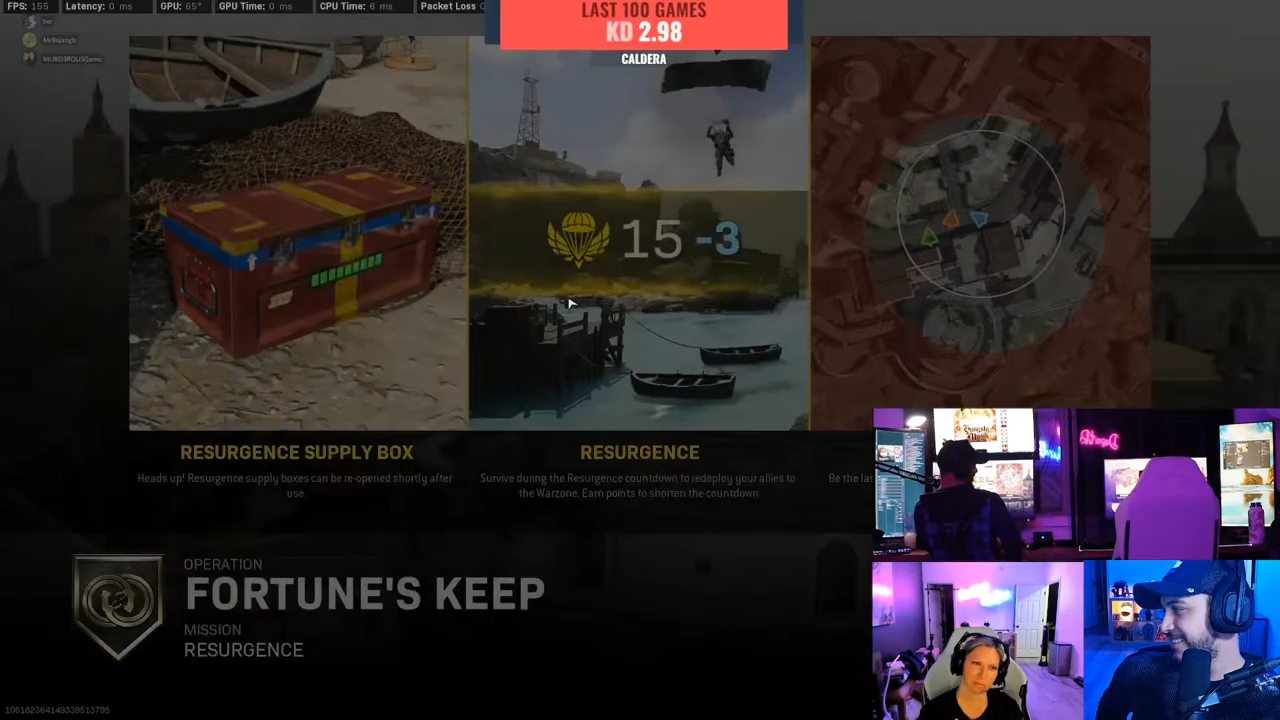 FPS: 155 Latency: 0 ms GPU: 65° GPU Time: 0 ms CPU Time: 6 ms Packet Loss
LAST 100 GAMES
KD 2.98
CALDERA
MrBojangls
MURD3ROUSGame
15 -3
RESURGENCE SUPPLY BOX
Heads up! Resurgence supply boxes can be re-opened shortly after
use.
RESURGENCE
Survive during the Resurgence countdown to redeploy your allies to
the Warzone. Earn points to shorten the countdown
Be the
OPERATION
FORTUNE'S KEEP
MISSION
RESURGENCE